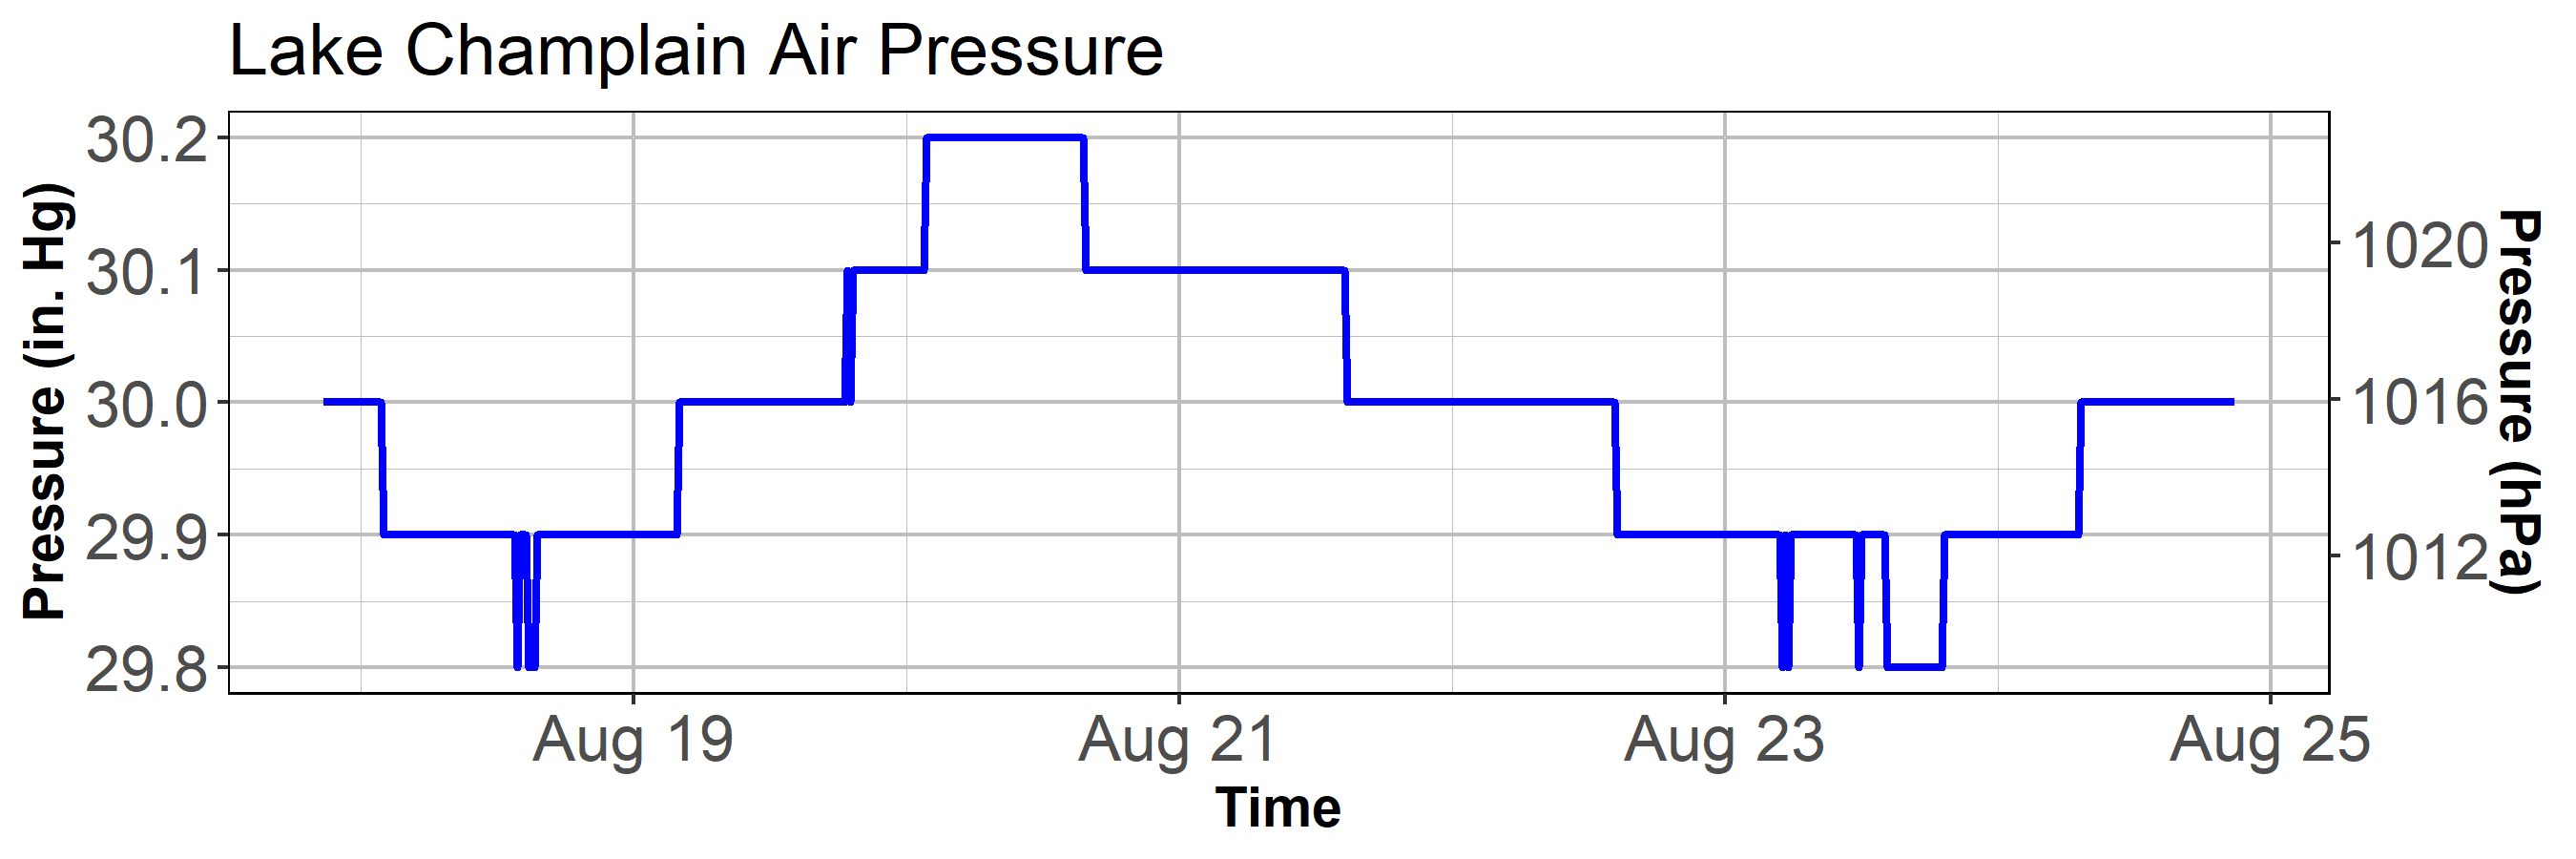 Lake Champlain Air Pressure
Pressure (in. Hg)
30.2
30.1
30.0
29.9
29.8
1020
1016
1012
Pressure (hPa)
Aug 19 Aug 21 Aug 23 Aug 25
Time